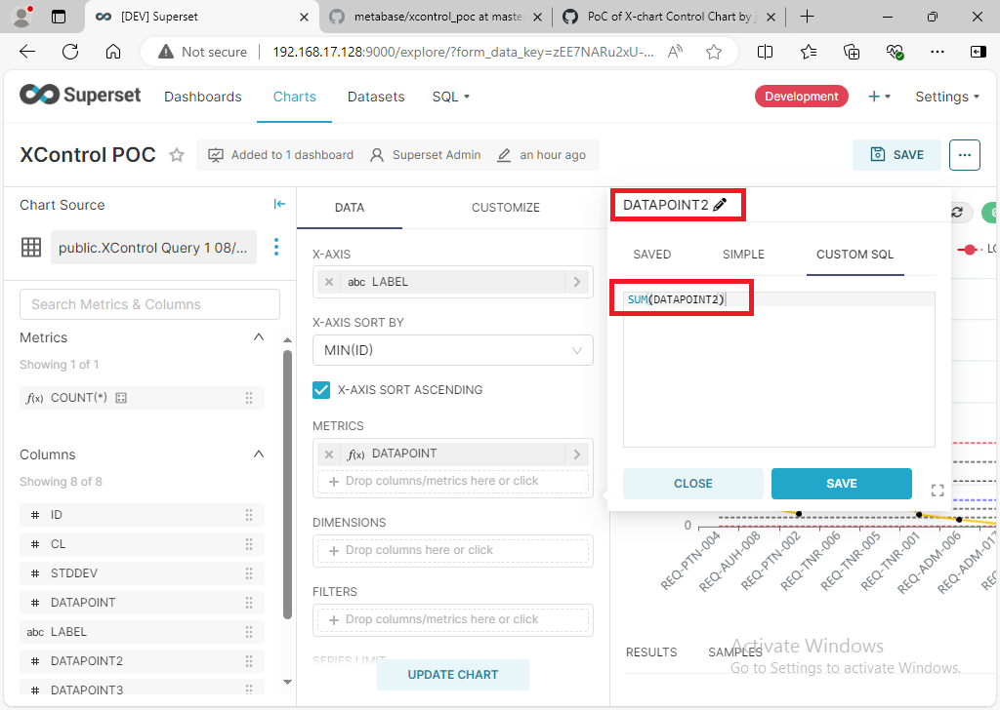 [DEV] Superset
metabase/xcontrol_poc at maste
PoC of X-chart Control Chart by j
Not secure
192.168.17.128:9000/explore/?form_data_key=zEE7NARu2xU-...
Superset
Dashboards
Charts
Datasets
SQL
Development
+
Settings
XControl POC
Added to 1 dashboard
Superset Admin
an hour ago
SAVE
...
Chart Source
public.XControl Query 1 08/...
Search Metrics & Columns
Metrics
Showing 1 of 1
f(x) COUNT(*)
Columns
Showing 8 of 8
# ID
# CL
# STDDEV
# DATAPOINT
abc LABEL
# DATAPOINT2
# DATAPOINT3
DATA
CUSTOMIZE
X-AXIS
abc LABEL
X-AXIS SORT BY
MIN(ID)
X-AXIS SORT ASCENDING
METRICS
f(x) DATAPOINT
+ Drop columns/metrics here or click
DIMENSIONS
+ Drop columns here or click
FILTERS
+ Drop columns/metrics here or click
SERIES LIMIT
UPDATE CHART
DATAPOINT2
SAVED
SIMPLE
CUSTOM SQL
SUM(DATAPOINT2)
CLOSE
SAVE
0
REQ-PTN-004
REQ-AUH-008
REQ-PTN-002
REQ-TNR-006
REQ-TNR-005
REQ-TNR-001
REQ-ADM-006
REQ-ADM-017
RESULTS
SAMPLES
Activate Windows
Go to Settings to activate Windows.